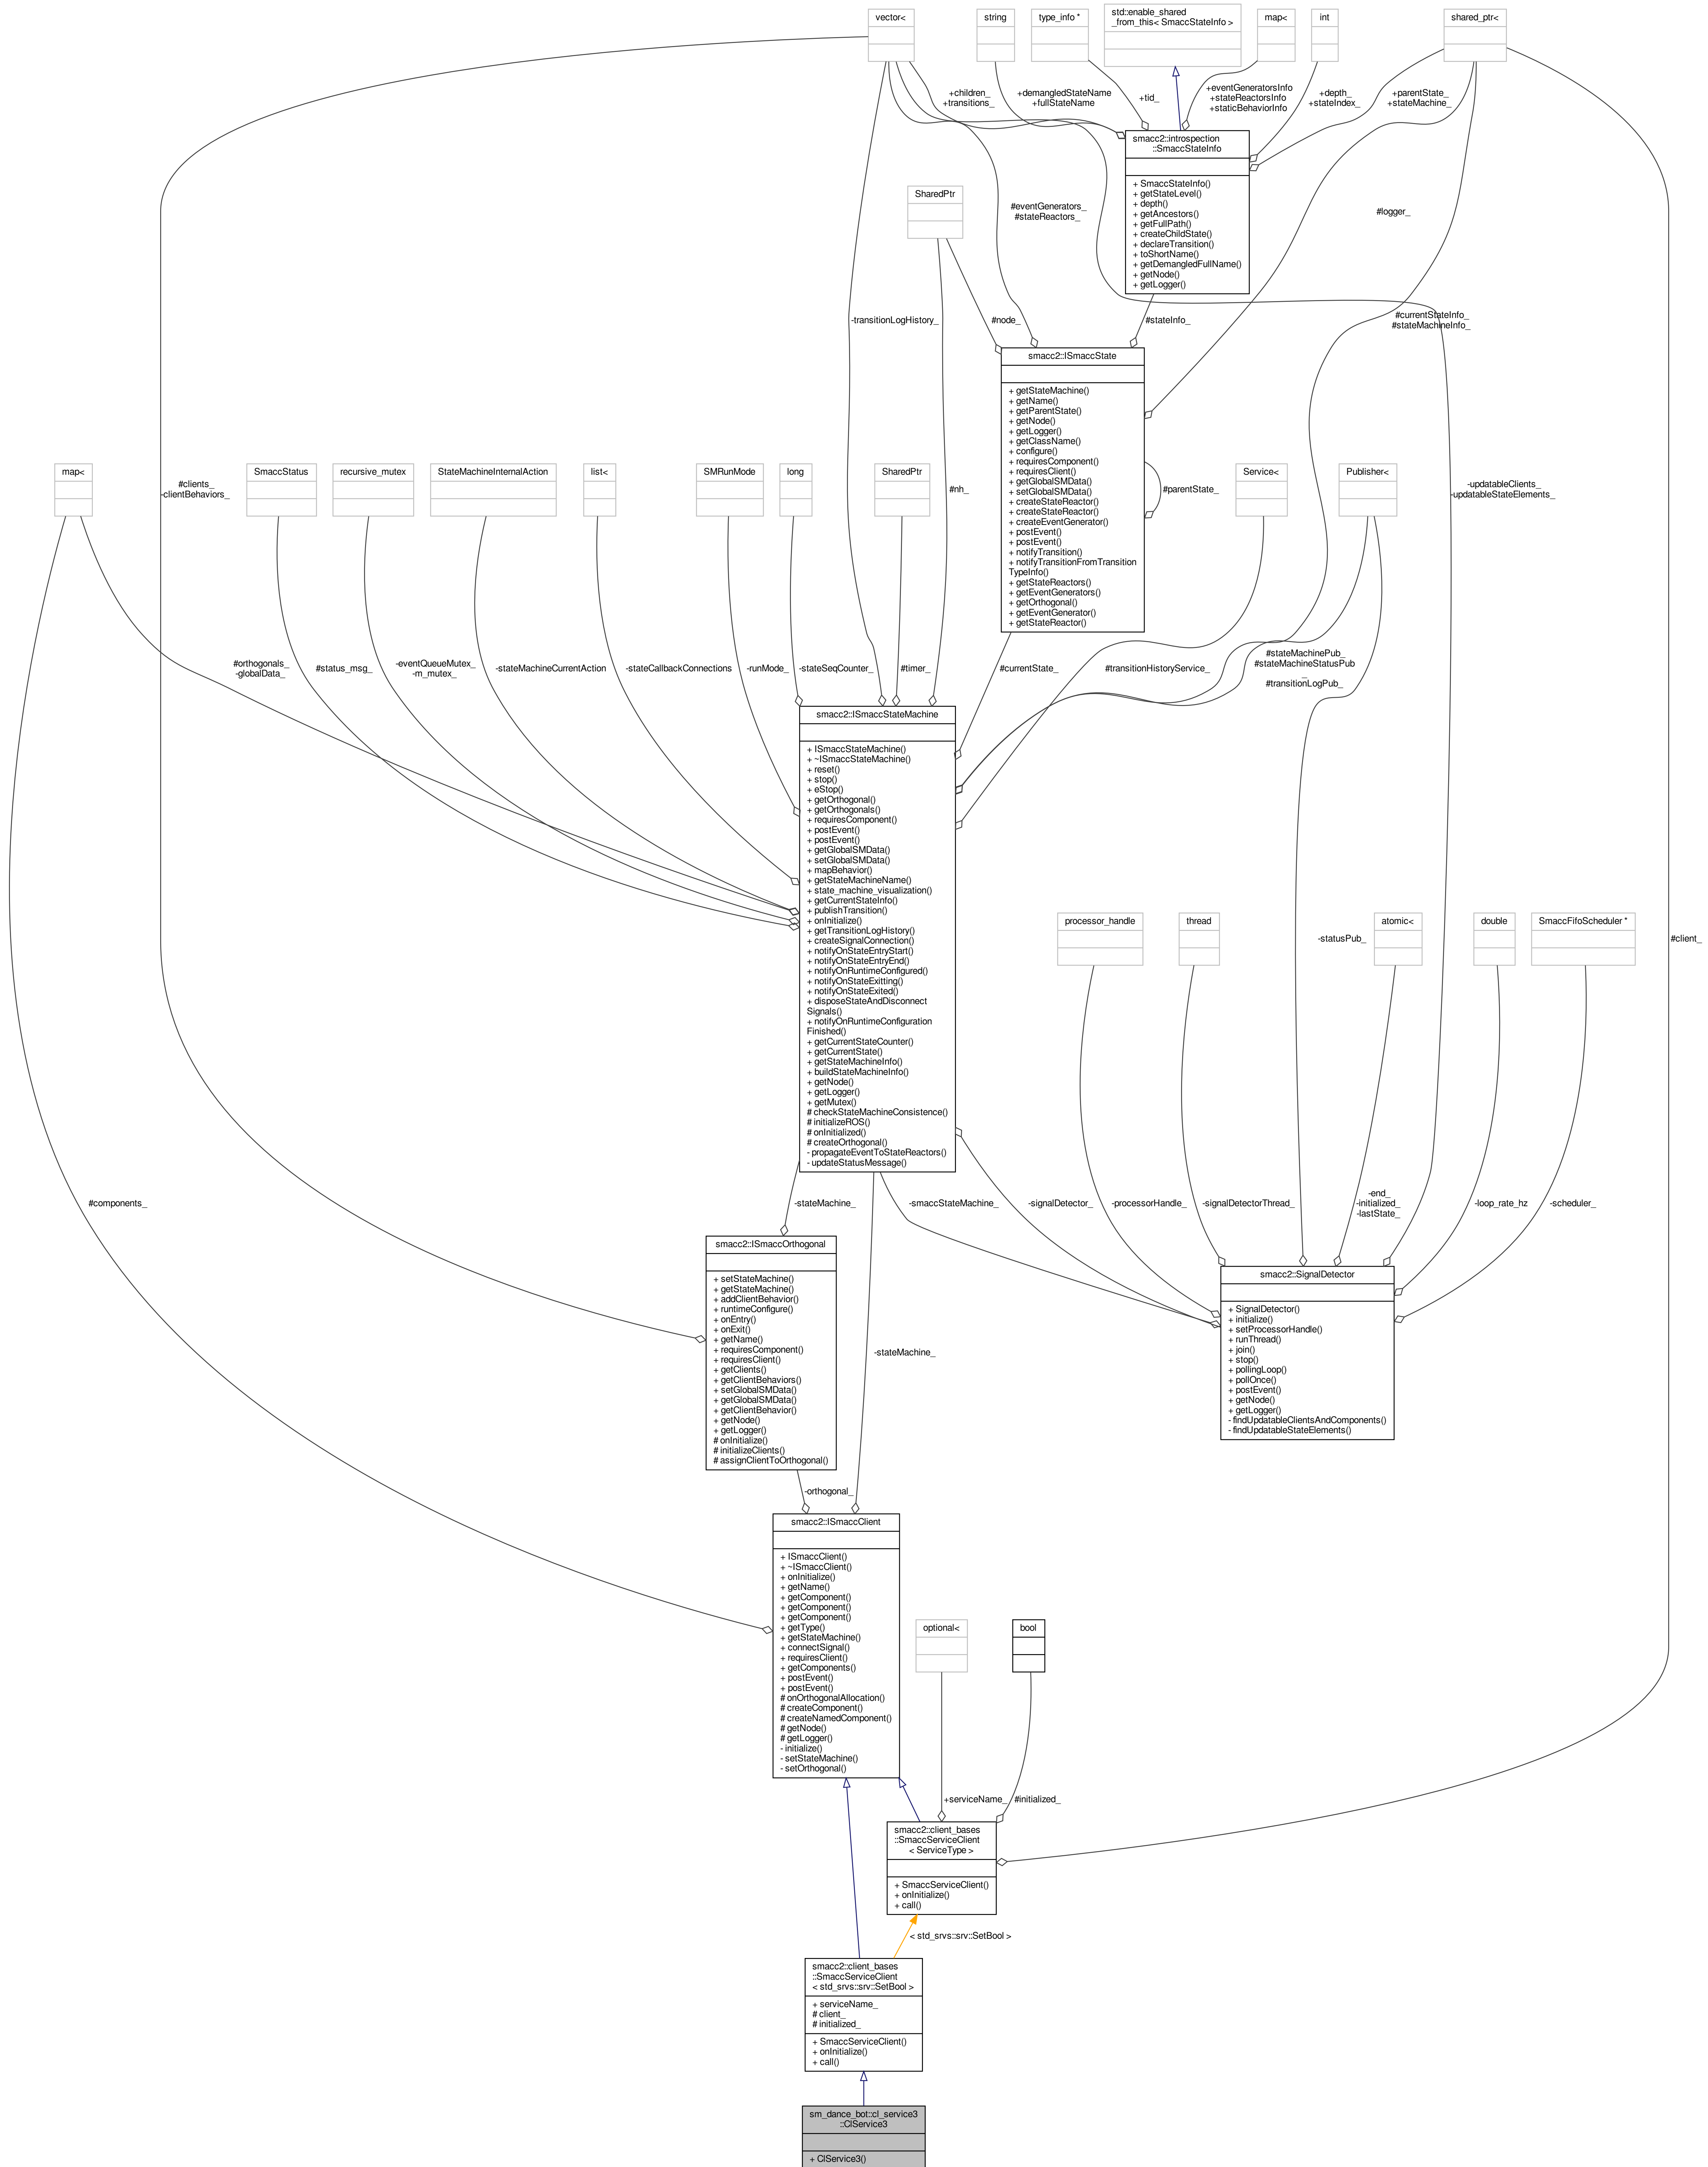 vector<
string
type_info *
std::enable_shared
_from_this< SmaccStateInfo >
map<
int
shared_ptr<
+children_
+transitions_
+demangledStateName
+fullStateName
+tid_
+eventGeneratorsInfo
+stateReactorsInfo
+staticBehaviorInfo
+depth_
+stateIndex_
+parentState_
+stateMachine_
smacc2::introspection
::SmaccStateInfo
+ SmaccStateInfo()
+ getStateLevel()
+ depth()
+ getAncestors()
+ getFullPath()
+ createChildState()
+ declareTransition()
+ toShortName()
+ getDemangledFullName()
+ getNode()
+ getLogger()
SharedPtr
#eventGenerators_
#stateReactors_
#logger_
-transitionLogHistory_
#node_
#stateInfo_
#currentStateInfo_
#stateMachineInfo_
smacc2::ISmaccState
+ getStateMachine()
+ getName()
+ getParentState()
+ getNode()
+ getLogger()
+ getClassName()
+ configure()
+ requiresComponent()
+ requiresClient()
+ getGlobalSMData()
+ setGlobalSMData()
+ createStateReactor()
+ createStateReactor()
+ createEventGenerator()
+ postEvent()
+ postEvent()
+ notifyTransition()
+ notifyTransitionFromTransition
TypeInfo()
+ getStateReactors()
+ getEventGenerators()
+ getOrthogonal()
+ getEventGenerator()
+ getStateReactor()
#parentState_
map<
#clients_
-clientBehaviors_
SmaccStatus
recursive_mutex
StateMachineInternalAction
list<
SMRunMode
long
SharedPtr
#nh_
Service<
Publisher<
-updatableClients_
-updatableStateElements_
#orthogonals_
-globalData_
#status_msg_
-eventQueueMutex_
-m_mutex_
-stateMachineCurrentAction
-stateCallbackConnections
-runMode_
-stateSeqCounter_
#timer_
#currentState_
#transitionHistoryService_
#stateMachinePub_
#stateMachineStatusPub
_
#transitionLogPub_
smacc2::ISmaccStateMachine
+ ISmaccStateMachine()
+ ~ISmaccStateMachine()
+ reset()
+ stop()
+ eStop()
+ getOrthogonal()
+ getOrthogonals()
+ requiresComponent()
+ postEvent()
+ postEvent()
+ getGlobalSMData()
+ setGlobalSMData()
+ mapBehavior()
+ getStateMachineName()
+ state_machine_visualization()
+ getCurrentStateInfo()
+ publishTransition()
+ onInitialize()
+ getTransitionLogHistory()
+ createSignalConnection()
+ notifyOnStateEntryStart()
+ notifyOnStateEntryEnd()
+ notifyOnRuntimeConfigured()
+ notifyOnStateExitting()
+ notifyOnStateExited()
+ disposeStateAndDisconnect
Signals()
+ notifyOnRuntimeConfiguration
Finished()
+ getCurrentStateCounter()
+ getCurrentState()
+ getStateMachineInfo()
+ buildStateMachineInfo()
+ getNode()
+ getLogger()
+ getMutex()
# checkStateMachineConsistence()
# initializeROS()
# onInitialized()
# createOrthogonal()
- propagateEventToStateReactors()
- updateStatusMessage()
processor_handle
thread
-statusPub_
atomic<
double
SmaccFifoScheduler *
#client_
#components_
-stateMachine_
-smaccStateMachine_
-signalDetector_
-processorHandle_
-signalDetectorThread_
-end_
-initialized_
-lastState_
-loop_rate_hz
-scheduler_
smacc2::ISmaccOrthogonal
+ setStateMachine()
+ getStateMachine()
+ addClientBehavior()
+ runtimeConfigure()
+ onEntry()
+ onExit()
+ getName()
+ requiresComponent()
+ requiresClient()
+ getClients()
+ getClientBehaviors()
+ setGlobalSMData()
+ getGlobalSMData()
+ getClientBehavior()
+ getNode()
+ getLogger()
# onInitialize()
# initializeClients()
# assignClientToOrthogonal()
-stateMachine_
smacc2::SignalDetector
+ SignalDetector()
+ initialize()
+ setProcessorHandle()
+ runThread()
+ join()
+ stop()
+ pollingLoop()
+ pollOnce()
+ postEvent()
+ getNode()
+ getLogger()
- findUpdatableClientsAndComponents()
- findUpdatableStateElements()
-orthogonal_
smacc2::ISmaccClient
+ ISmaccClient()
+ ~ISmaccClient()
+ onInitialize()
+ getName()
+ getComponent()
+ getComponent()
+ getComponent()
+ getType()
+ getStateMachine()
+ connectSignal()
+ requiresClient()
+ getComponents()
+ postEvent()
+ postEvent()
# onOrthogonalAllocation()
# createComponent()
# createNamedComponent()
# getNode()
# getLogger()
- initialize()
- setStateMachine()
- setOrthogonal()
optional<
bool
+serviceName_
#initialized_
smacc2::client_bases
::SmaccServiceClient
< ServiceType >
+ SmaccServiceClient()
+ onInitialize()
+ call()
< std_srvs::srv::SetBool >
smacc2::client_bases
::SmaccServiceClient
< std_srvs::srv::SetBool >
+ serviceName_
# client_
# initialized_
+ SmaccServiceClient()
+ onInitialize()
+ call()
sm_dance_bot::cl_service3
::ClService3
+ ClService3()